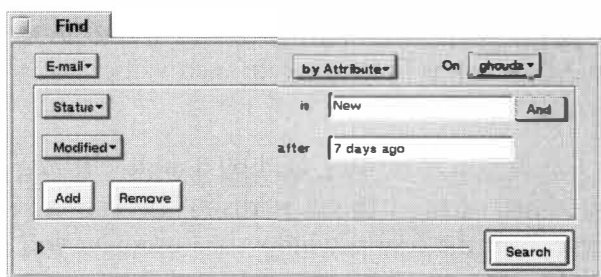 Find
E-mail by Attribute On ghouda
Status is New And
Modified after 7 days ago
Add Remove
Search